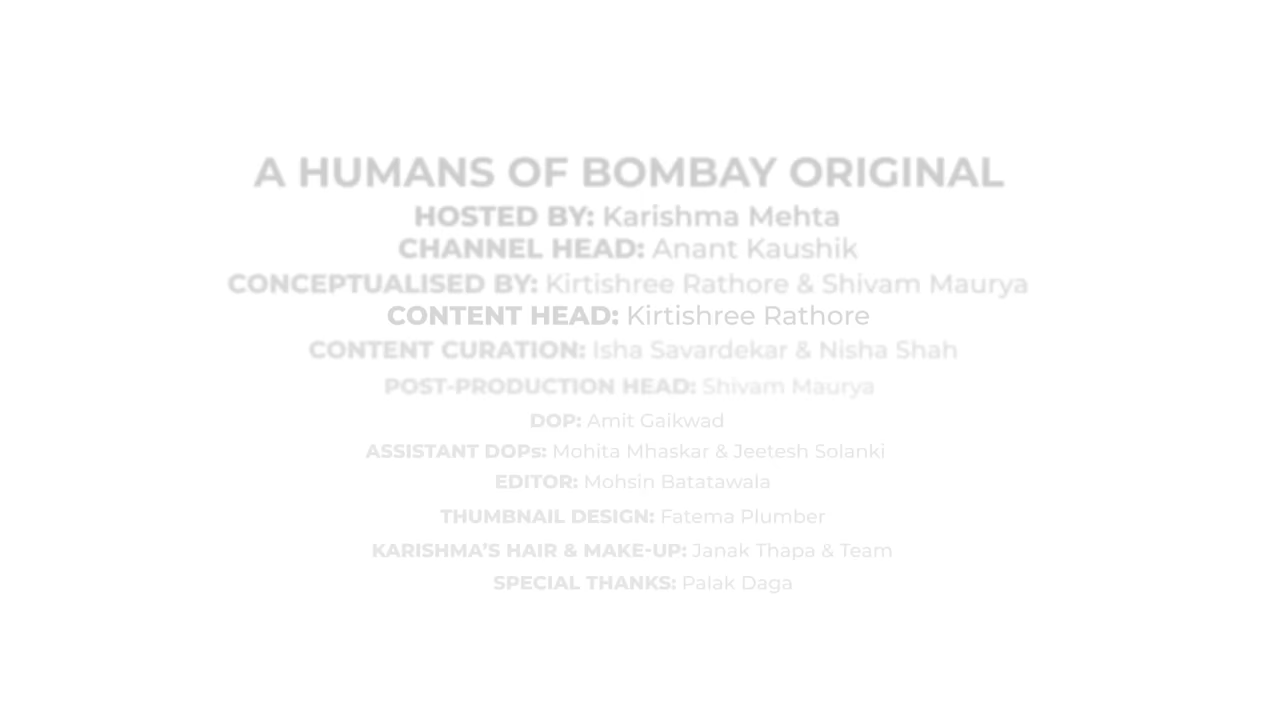 A HUMANS OF BOMBAY ORIGINAL
HOSTED BY: Karishma Mehta
CHANNEL HEAD: Anant Kaushik
CONCEPTUALISED BY: Kirtishree Rathore & Shivam Maurya
CONTENT HEAD: Kirtishree Rathore
CONTENT CURATION: Isha Savardekar & Nisha Shah
POST-PRODUCTION HEAD: Shivam Maurya
DOP: Amit Gaikwad
ASSISTANT DOPs: Mohita Mhaskar & Jeetesh Solanki
EDITOR: Mohsin Batatawala
THUMBNAIL DESIGN: Fatema Plumber
KARISHMA’S HAIR & MAKE-UP: Janak Thapa & Team
SPECIAL THANKS: Palak Daga